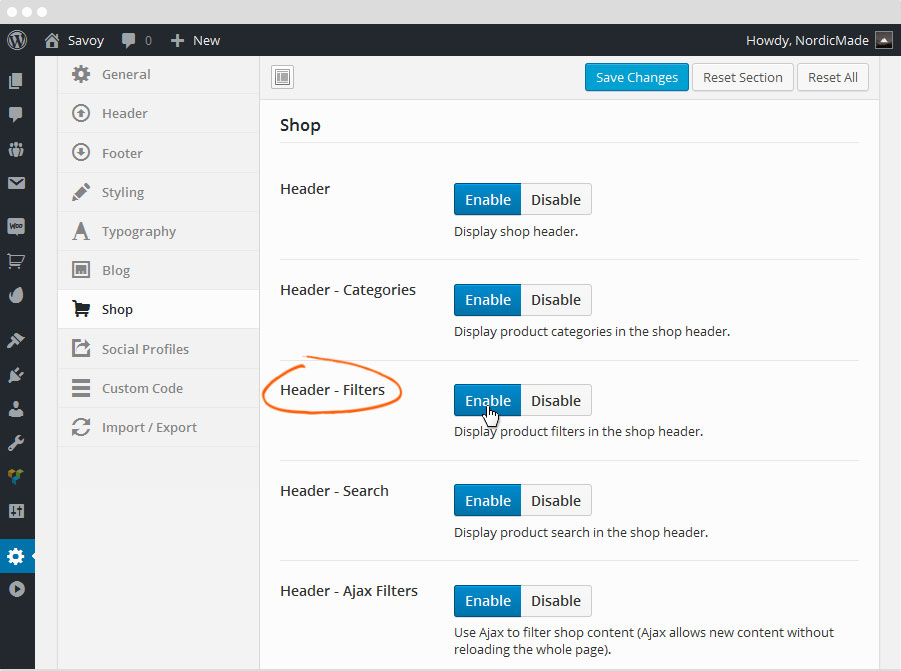 Savoy
0
New
Howdy, NordicMade
General
Header
Footer
Styling
Typography
Blog
Shop
Social Profiles
Custom Code
Import / Export
Save Changes
Reset Section
Reset All
Shop
Header
Enable
Disable
Display shop header.
Header - Categories
Enable
Disable
Display product categories in the shop header.
Header - Filters
Enable
Disable
Display product filters in the shop header.
Header - Search
Enable
Disable
Display product search in the shop header.
Header - Ajax Filters
Enable
Disable
Use Ajax to filter shop content (Ajax allows new content without
reloading the whole page).